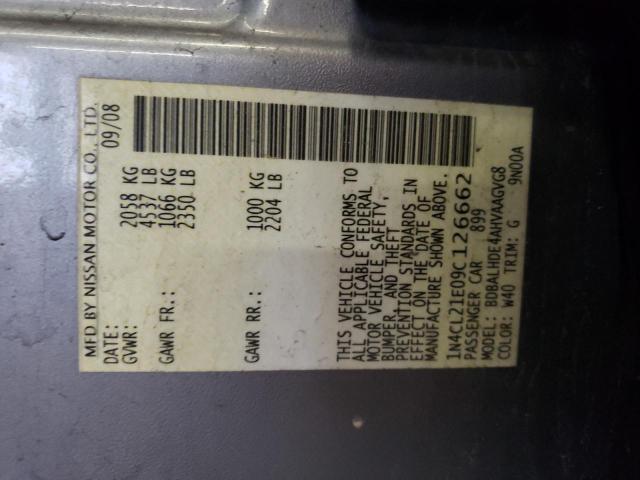 MFD BY NISSAN MOTOR CO., LTD.
DATE: 09/08
GVWR: 2058 KG
4537 LB
GAWR FR.: 1066 KG
2350 LB
GAWR RR.: 1000 KG
2204 LB
THIS VEHICLE CONFORMS TO
ALL APPLICABLE FEDERAL
MOTOR VEHICLE SAFETY,
BUMPER, AND THEFT
PREVENTION STANDARDS IN
EFFECT ON THE DATE OF
MANUFACTURE SHOWN ABOVE.
1N4CL21E09C126662
PASSENGER CAR 899
MODEL: BDBALHDE4AHVAAGVG8
COLOR: W40 TRIM: G 9N00A